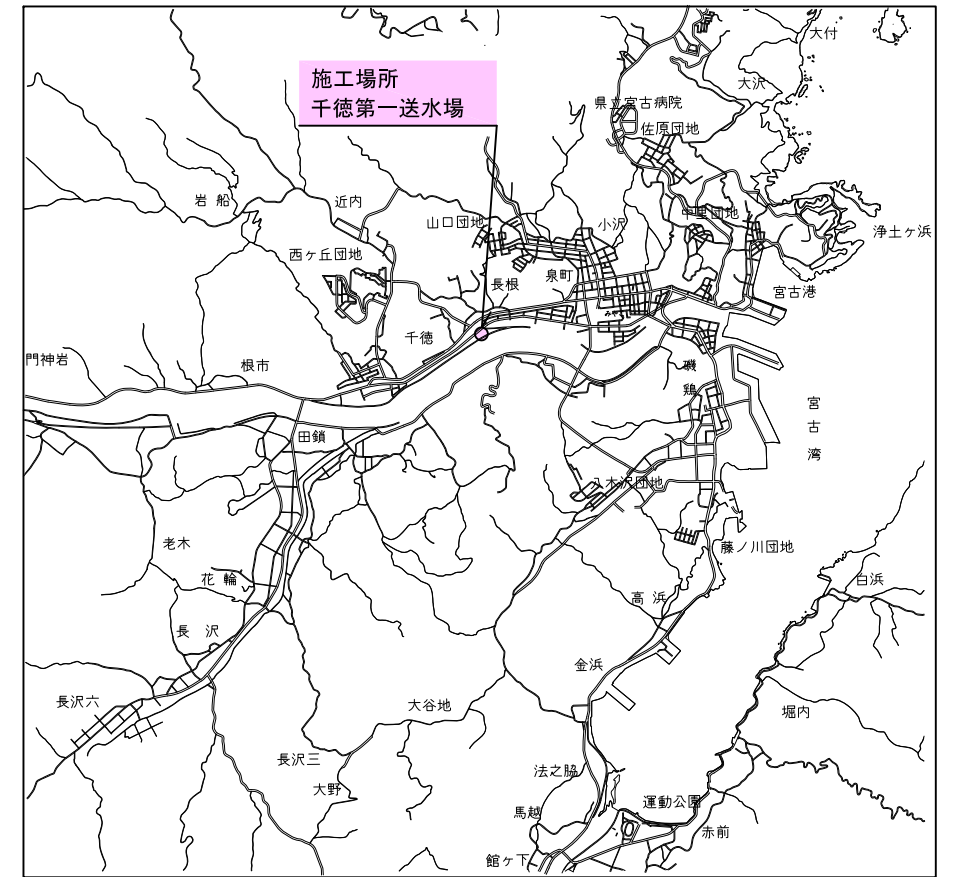 大付
施工場所
千徳第一送水場
大沢
県立宮古病院
佐原団地
岩船
近内
山口団地
小沢
中里団地
浄土ヶ浜
西ヶ丘団地
長根
泉町
宮古港
みやこ
千徳
門神岩
根市
磯鶏
宮古湾
田鎖
八木沢団地
老木
藤ノ川団地
花輪
白浜
高浜
長沢
金浜
長沢六
大谷地
堀内
長沢三
法之脇
大野
馬越
運動公園
赤前
館ヶ下